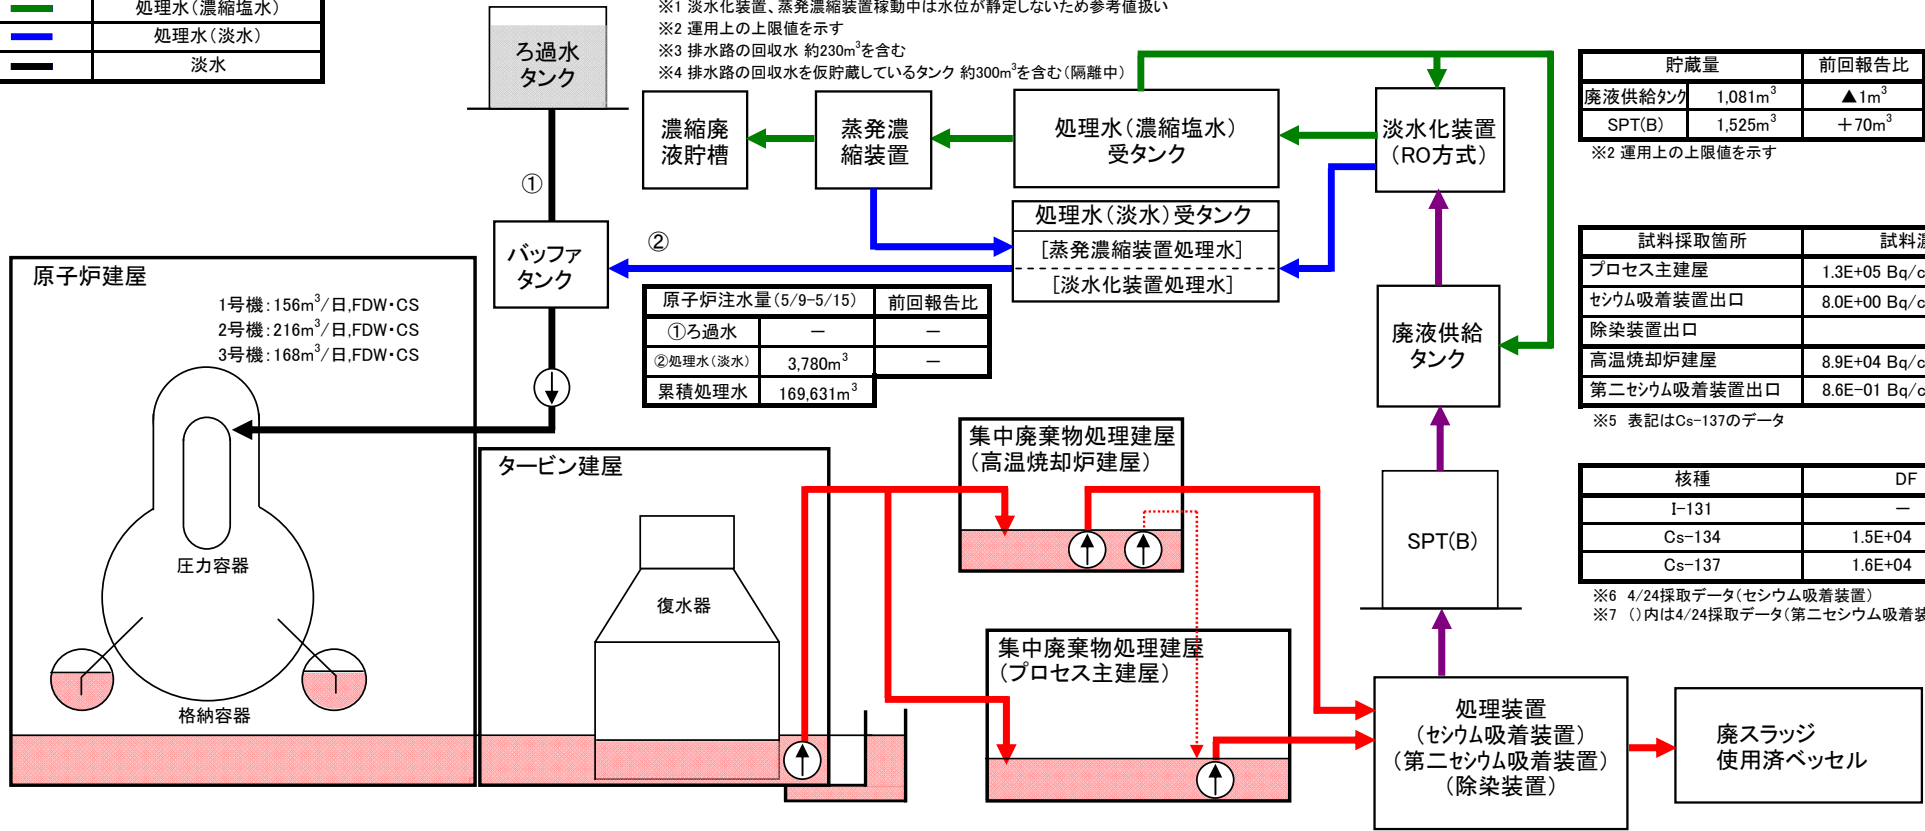 処理水(濃縮塩水)
処理水(淡水)
淡水
※1 淡水化装置、蒸発濃縮装置稼動中は水位が静定しないため参考値扱い
※2 運用上の上限値を示す
※3 排水路の回収水 約230m³を含む
※4 排水路の回収水を仮貯蔵しているタンク 約300m³を含む(隔離中)
ろ過水
タンク
濃縮廃
液貯槽
蒸発濃
縮装置
処理水(濃縮塩水)
受タンク
淡水化装置
(RO方式)
貯蔵量 前回報告比
廃液供給タンク 1,081m³ ▲1m³
SPT(B) 1,525m³ +70m³
※2 運用上の上限値を示す
①
バッファ
タンク
②
処理水(淡水)受タンク
[蒸発濃縮装置処理水]
[淡水化装置処理水]
原子炉注水量(5/9-5/15) 前回報告比
①ろ過水 - -
②処理水(淡水) 3,780m³ -
累積処理水 169,631m³
廃液供給
タンク
試料採取箇所 試料
プロセス主建屋 1.3E+05 Bq/c
セシウム吸着装置出口 8.0E+00 Bq/c
除染装置出口
高温焼却炉建屋 8.9E+04 Bq/c
第二セシウム吸着装置出口 8.6E-01 Bq/c
※5 表記はCs-137のデータ
原子炉建屋
1号機:156m³/日,FDW・CS
2号機:216m³/日,FDW・CS
3号機:168m³/日,FDW・CS
圧力容器
格納容器
タービン建屋
復水器
集中廃棄物処理建屋
(高温焼却炉建屋)
集中廃棄物処理建屋
(プロセス主建屋)
SPT(B)
核種 DF
I-131 -
Cs-134 1.5E+04
Cs-137 1.6E+04
※6 4/24採取データ(セシウム吸着装置)
※7 ()内は4/24採取データ(第二セシウム吸着装
処理装置
(セシウム吸着装置)
(第二セシウム吸着装置)
(除染装置)
廃スラッジ
使用済ベッセル